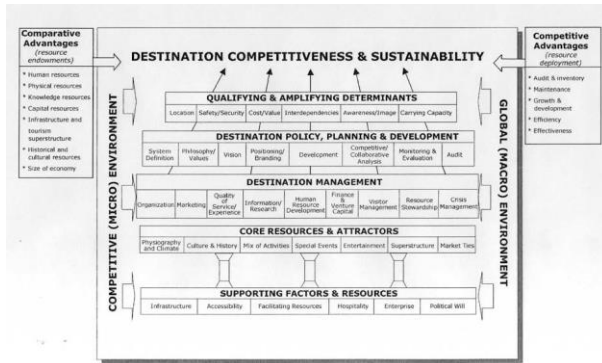 Comparative
Advantages
(resource
endowments)
* Human resources
* Physical resources
* Knowledge resources
* Capital resources
* Infrastructure and
tourism
superstructure
* Historical and
cultural resources
* Size of economy
COMPETITIVE (MICRO) ENVIRONMENT
DESTINATION COMPETITIVENESS & SUSTAINABILITY
QUALIFYING & AMPLIFYING DETERMINANTS
Location Safety/Security Cost/Value Interdependencies Awareness/Image Carrying Capacity
DESTINATION POLICY, PLANNING & DEVELOPMENT
System
Definition
Philosophy/
Values
Vision
Positioning/
Branding
Development
Competitive/
Collaborative
Analysis
Monitoring &
Evaluation
Audit
DESTINATION MANAGEMENT
Organization
Marketing
Quality
of
Service/
Experience
Information/
Research
Human
Resource
Development
Finance
&
Venture
Capital
Visitor
Management
Resource
Stewardship
Crisis
Management
CORE RESOURCES & ATTRACTORS
Physiography
and Climate
Culture & History
Mix of Activities
Special Events
Entertainment
Superstructure
Market Ties
SUPPORTING FACTORS & RESOURCES
Infrastructure Accessibility Facilitating Resources Hospitality Enterprise Political Will
GLOBAL (MACRO) ENVIRONMENT
Competitive
Advantages
(resource
deployment)
* Audit & inventory
* Maintenance
* Growth &
development
* Efficiency
* Effectiveness